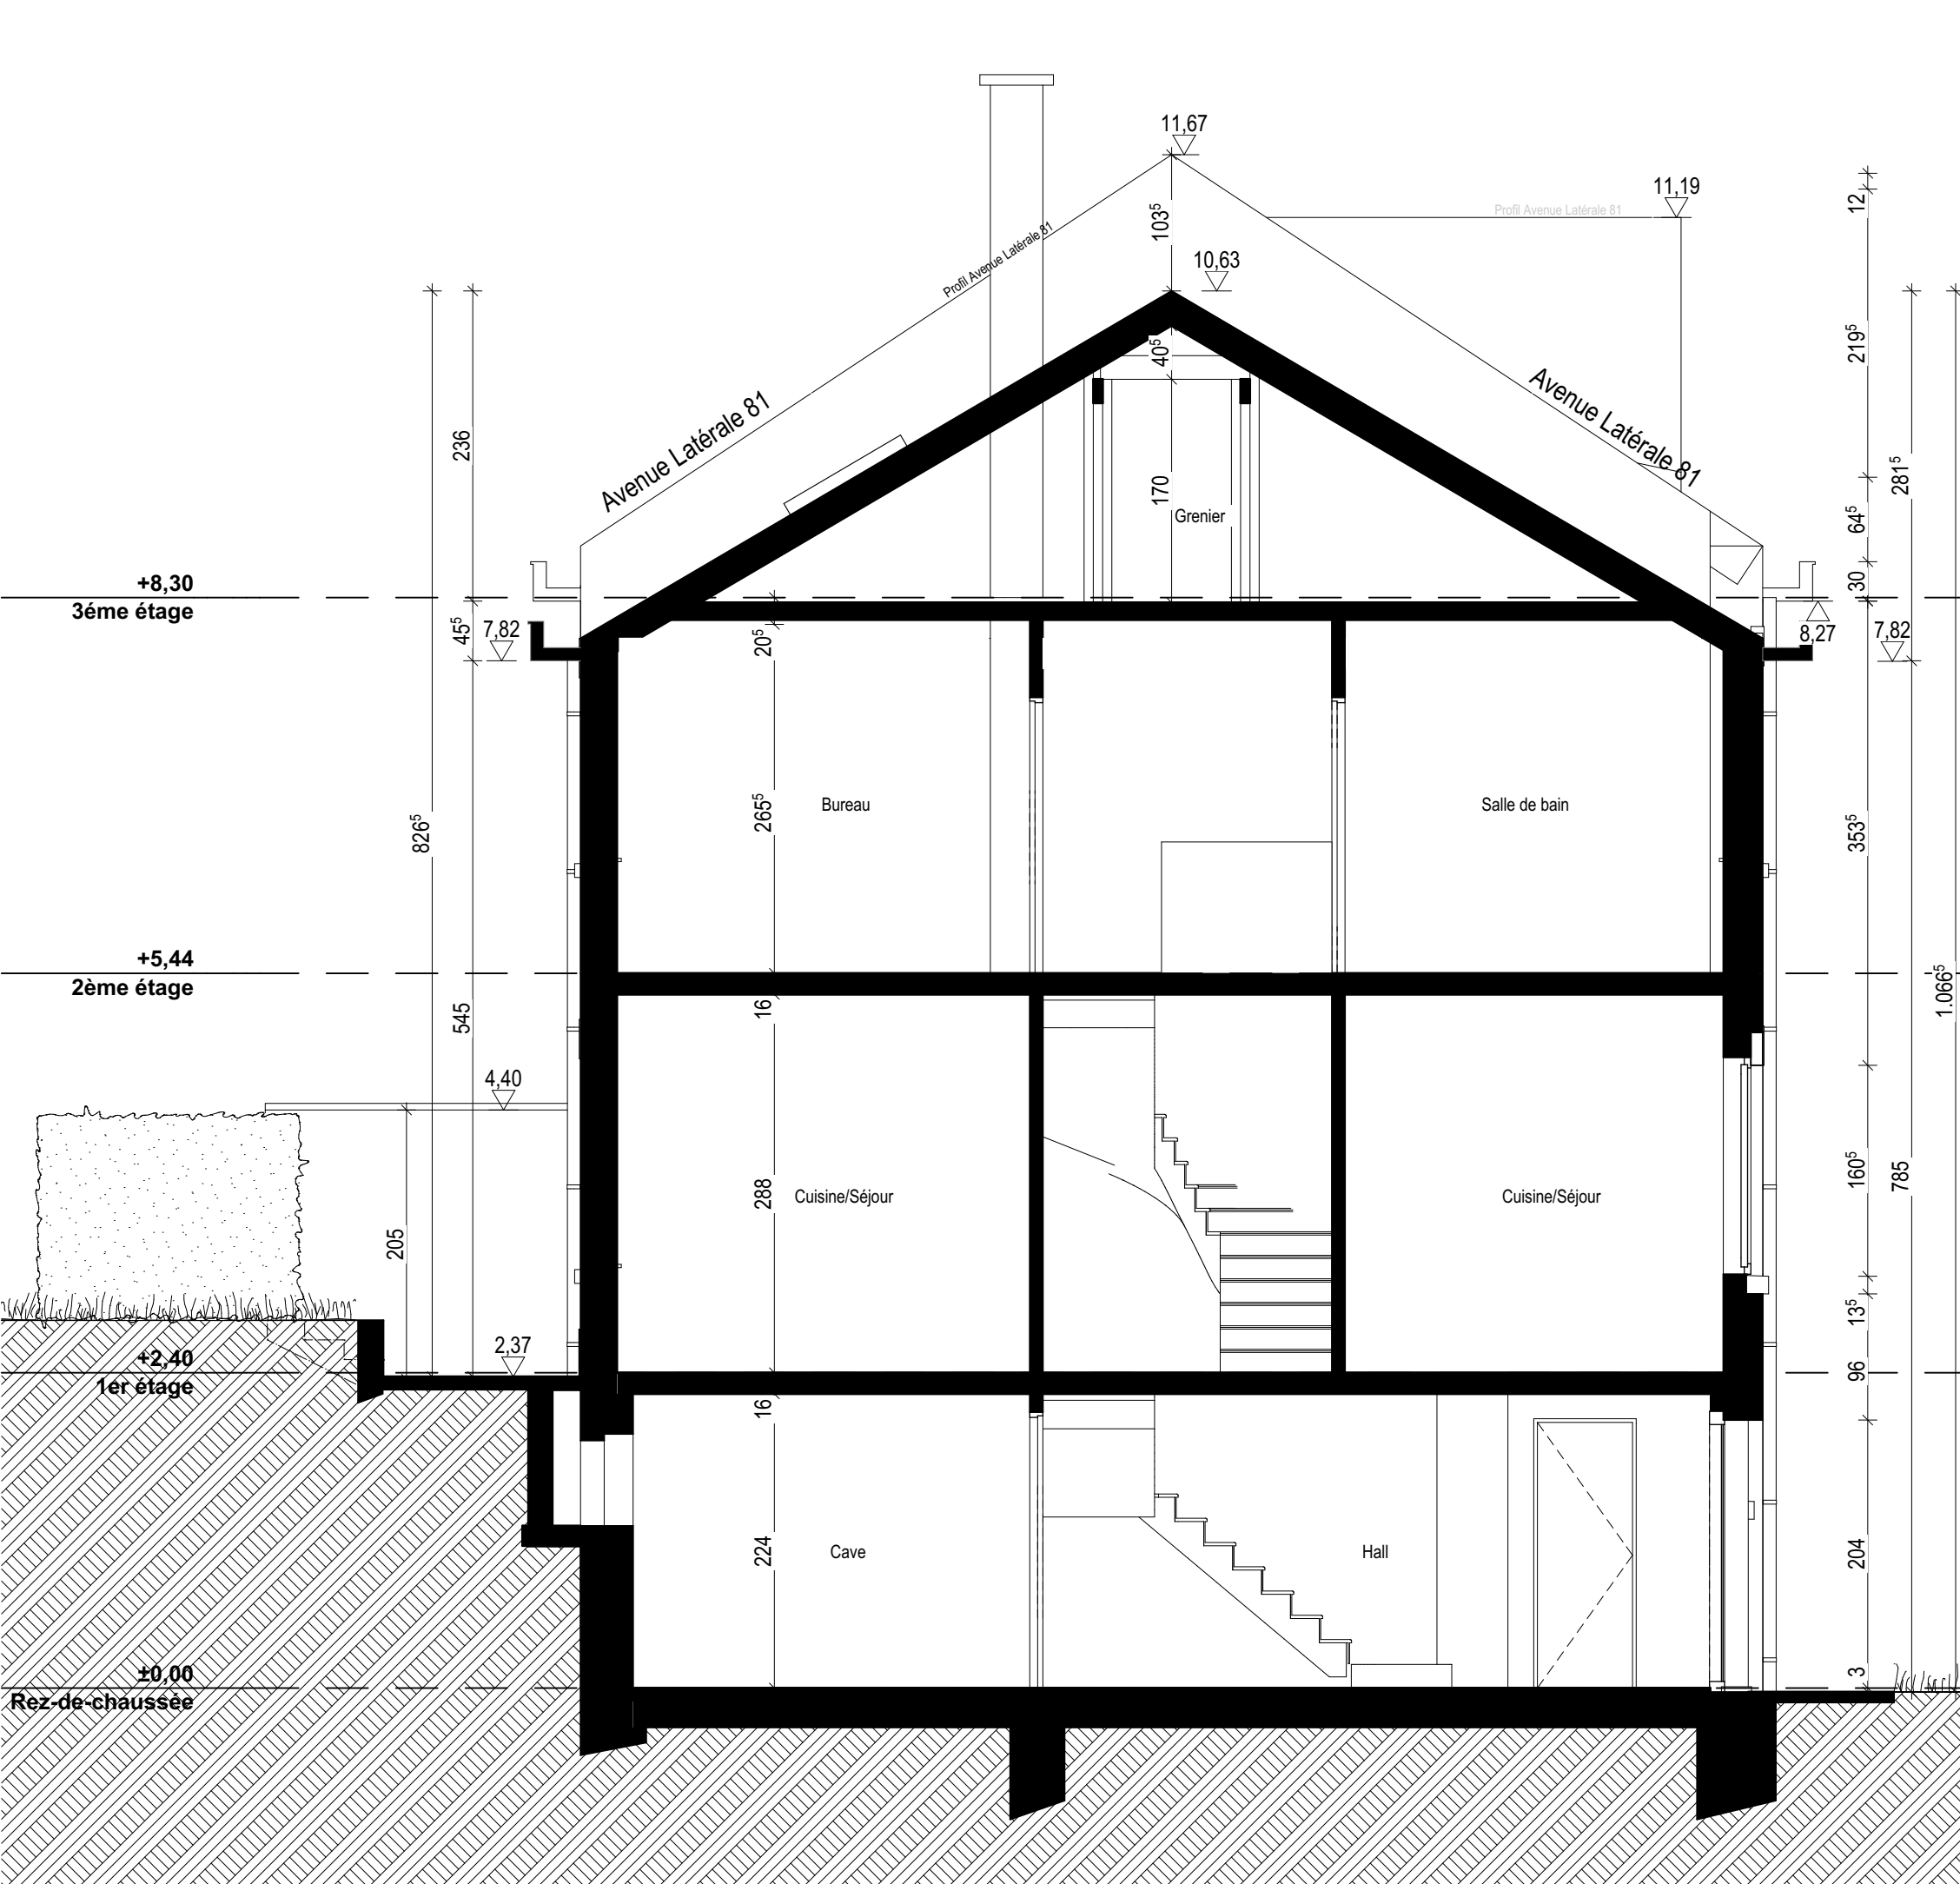 11,67
11,19
Profil Avenue Latérale 81
Profil Avenue Latérale 81
12
103⁵
10,63
40⁵
219⁵
236
Avenue Latérale 81
Avenue Latérale 81
281⁵
170
Grenier
64⁵
30
+8,30
3éme étage
45⁵
7,82
20⁵
8,27
7,82
826⁵
265⁵
Bureau
Salle de bain
353⁵
+5,44
2ème étage
545
16
1.066⁵
4,40
205
288
Cuisine/Séjour
Cuisine/Séjour
160⁵
785
13⁵
+2,40
1er étage
2,37
96
16
224
Cave
Hall
204
±0,00
Rez-de-chaussée
3